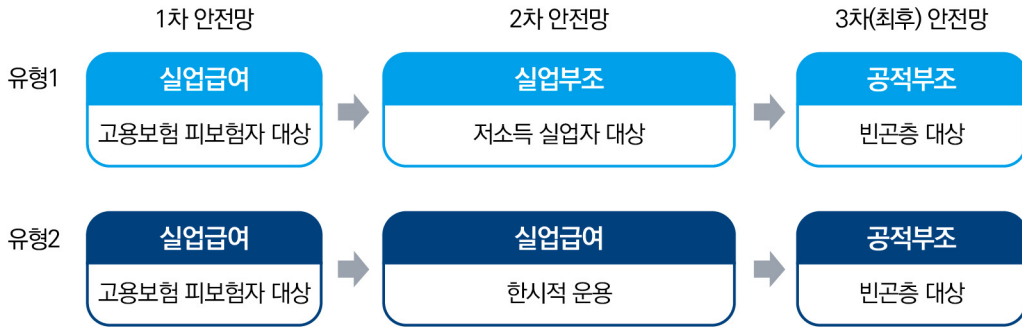 1차 안전망
2차 안전망
3차(최후) 안전망
유형1
실업급여
실업부조
공적부조
고용보험 피보험자 대상
저소득 실업자 대상
빈곤층 대상
유형2
실업급여
실업급여
공적부조
고용보험 피보험자 대상
한시적 운용
빈곤층 대상